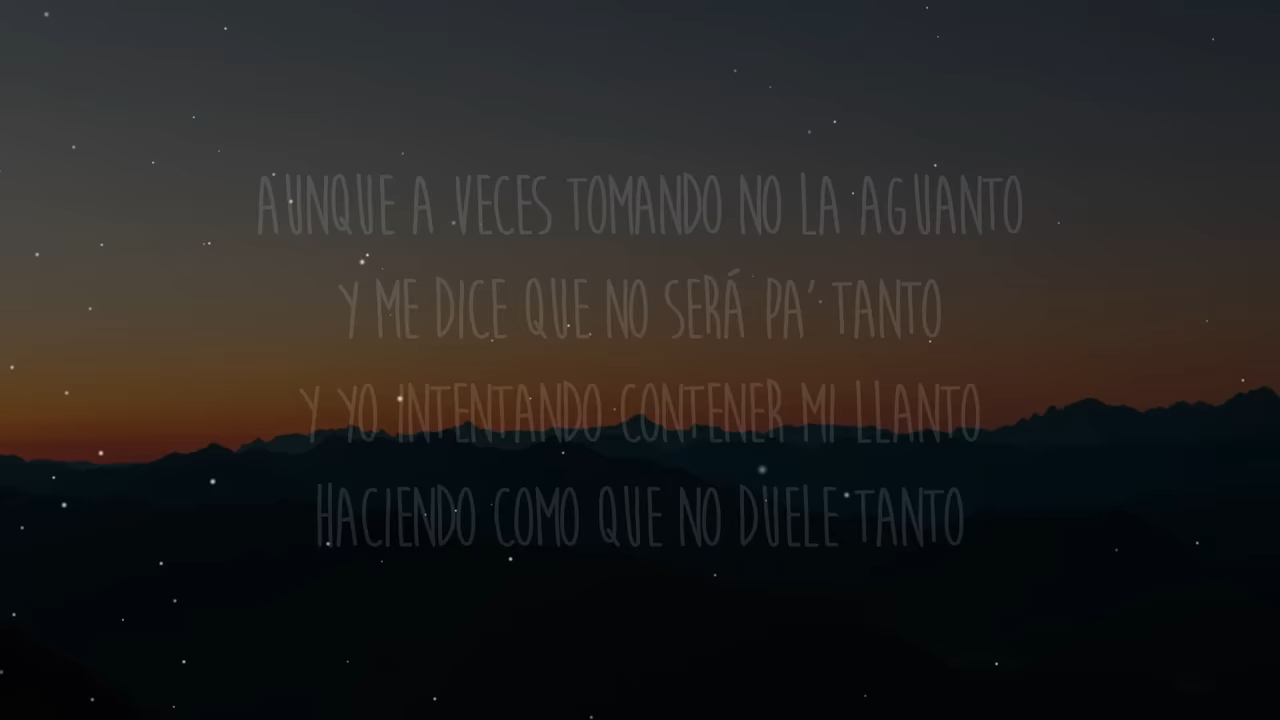 AUNQUE A VECES TOMANDO NO LA AGUANTO
Y ME DICE QUE NO SERÁ PA' TANTO
Y YO INTENTANDO CONTENER MI LLANTO
HACIENDO COMO QUE NO DUELE TANTO